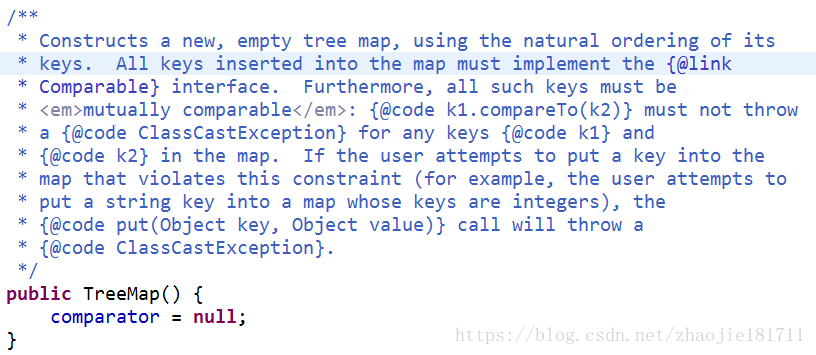 /**
* Constructs a new, empty tree map, using the natural ordering of its
* keys.  All keys inserted into the map must implement the {@link
* Comparable} interface.  Furthermore, all such keys must be
* <em>mutually comparable</em>: {@code k1.compareTo(k2)} must not throw
* a {@code ClassCastException} for any keys {@code k1} and
* {@code k2} in the map.  If the user attempts to put a key into the
* map that violates this constraint (for example, the user attempts to
* put a string key into a map whose keys are integers), the
* {@code put(Object key, Object value)} call will throw a
* {@code ClassCastException}.
*/
public TreeMap() {
comparator = null;
https://blog.csdn.net/zhaojie181711
}